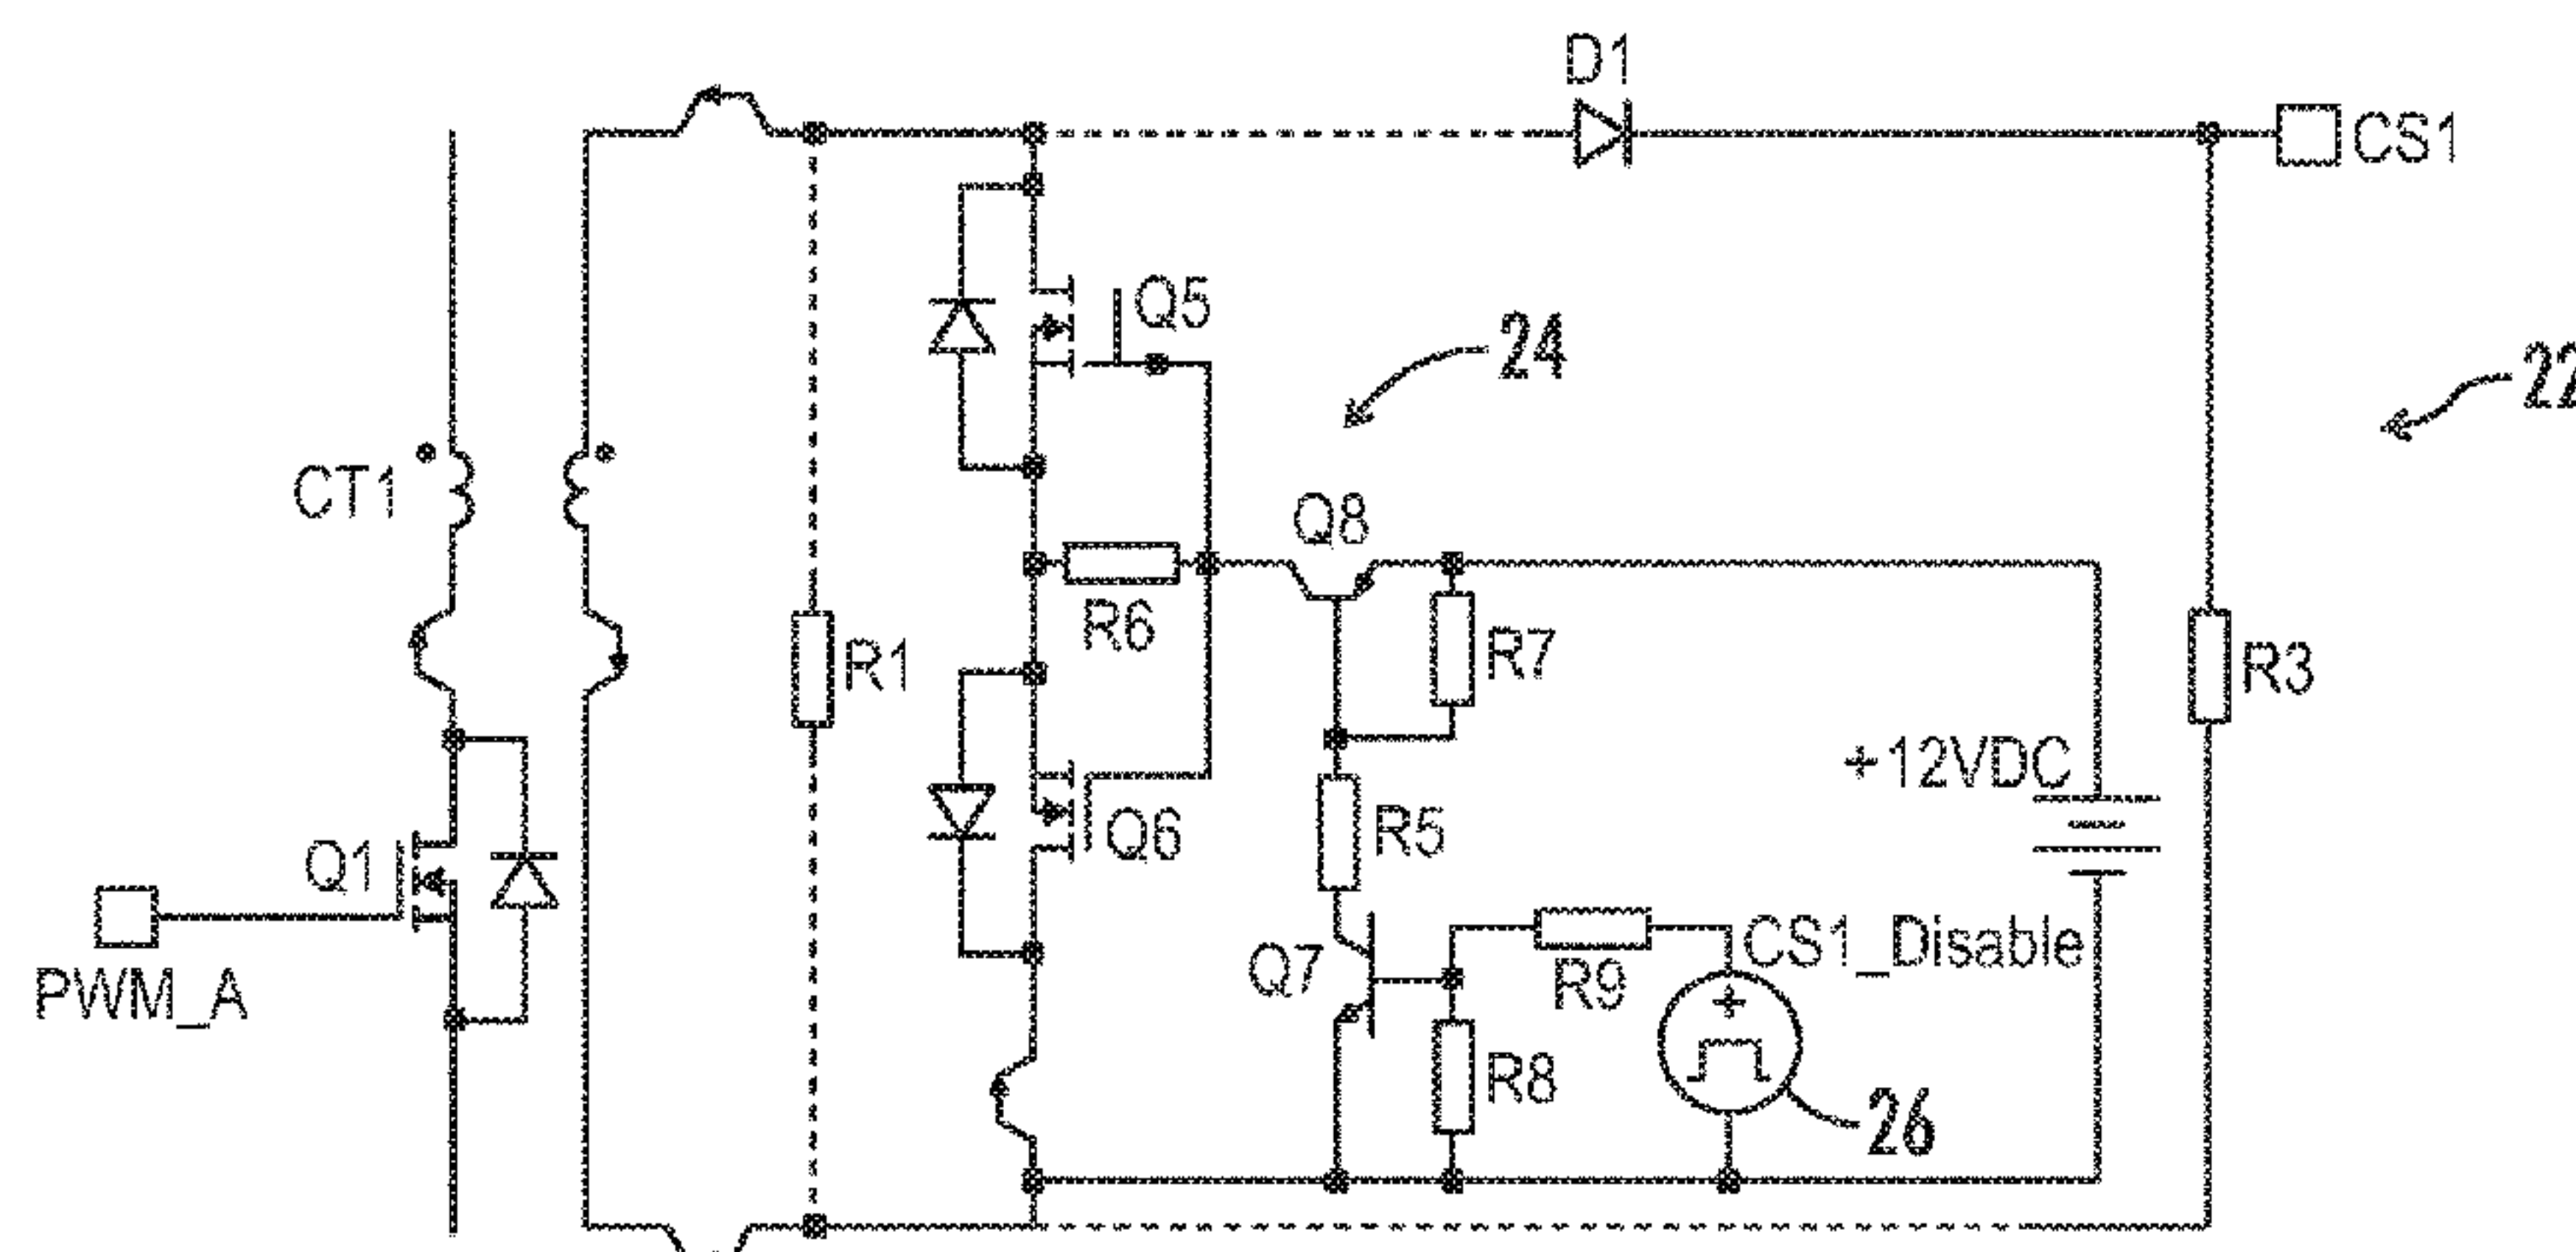 D1
CS1
Q5
24
22
CT1
Q8
R6
R7
R1
R3
+12VDC
Q6
R5
Q1
CS1_Disable
Q7
R9
PWM_A
R8
26